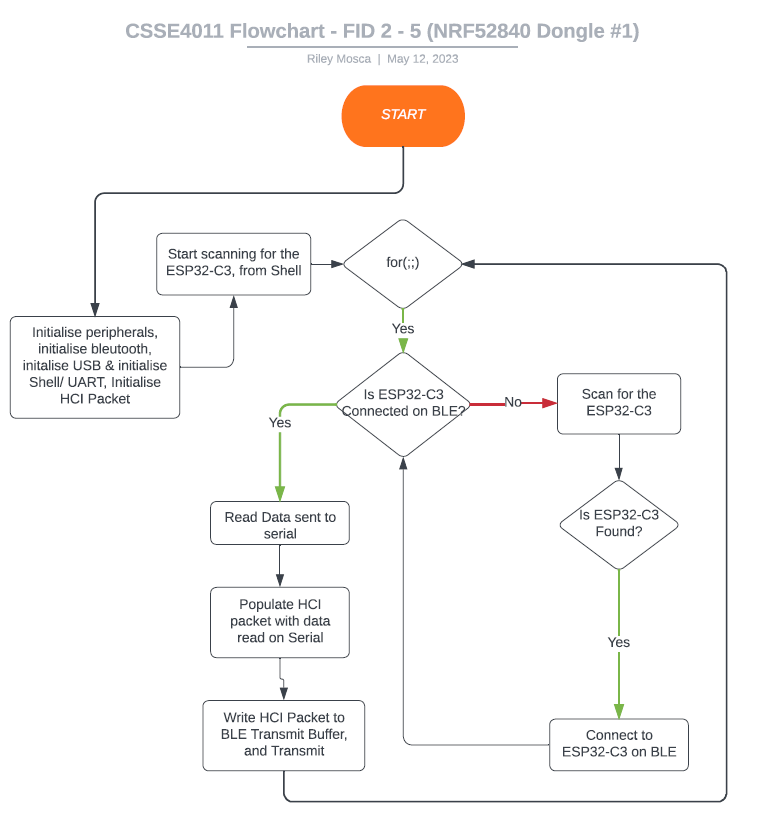 CSSE4011 Flowchart - FID 2 - 5 (NRF52840 Dongle #1)
Riley Mosca | May 12, 2023
START
Start scanning for the
ESP32-C3, from Shell
for(;;)
Initialise peripherals,
initialise bleutooth,
initalise USB & initialise
Shell/ UART, Initialise
HCI Packet
Yes
Is ESP32-C3
Connected on BLE?
No
Scan for the
ESP32-C3
Yes
Read Data sent to
serial
Is ESP32-C3
Found?
Populate HCI
packet with data
read on Serial
Yes
Write HCI Packet to
BLE Transmit Buffer,
and Transmit
Connect to
ESP32-C3 on BLE